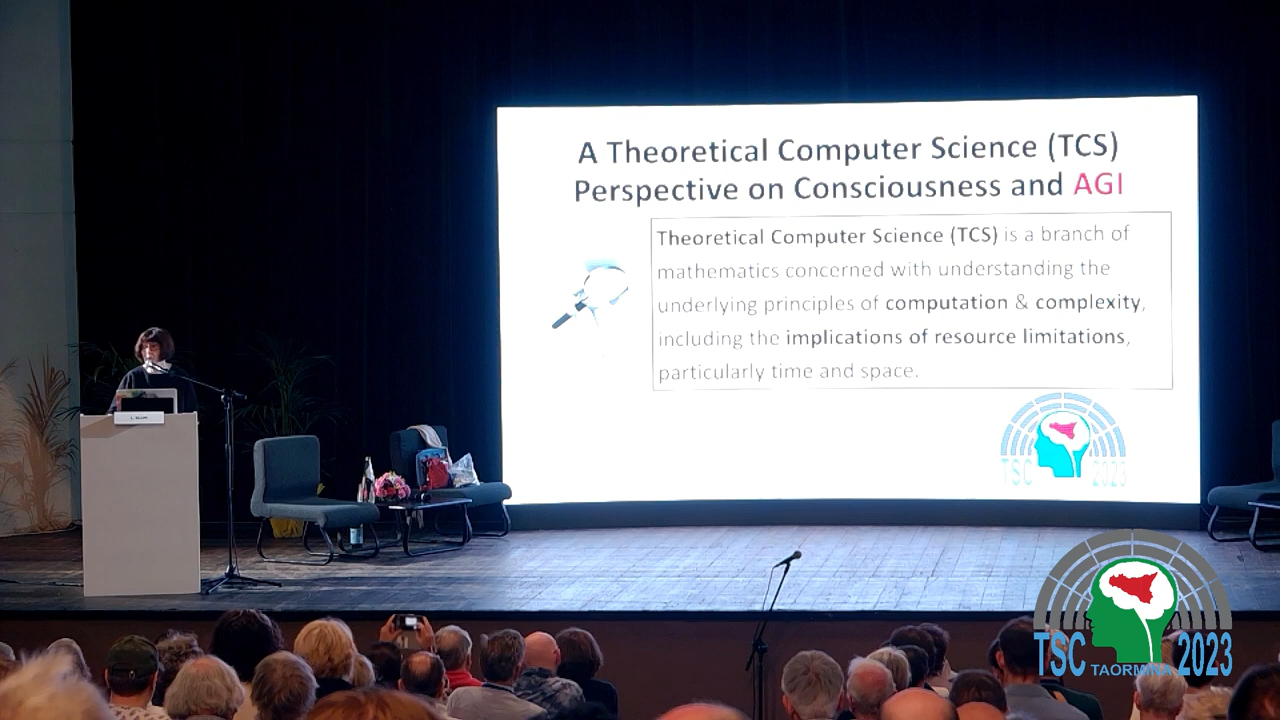 A Theoretical Computer Science (TCS)
Perspective on Consciousness and AGI
Theoretical Computer Science (TCS) is a branch of
mathematics concerned with understanding the
underlying principles of computation & complexity,
including the implications of resource limitations,
particularly time and space.
TSC 2023
L. BLUM
TSC TAORMINA 2023